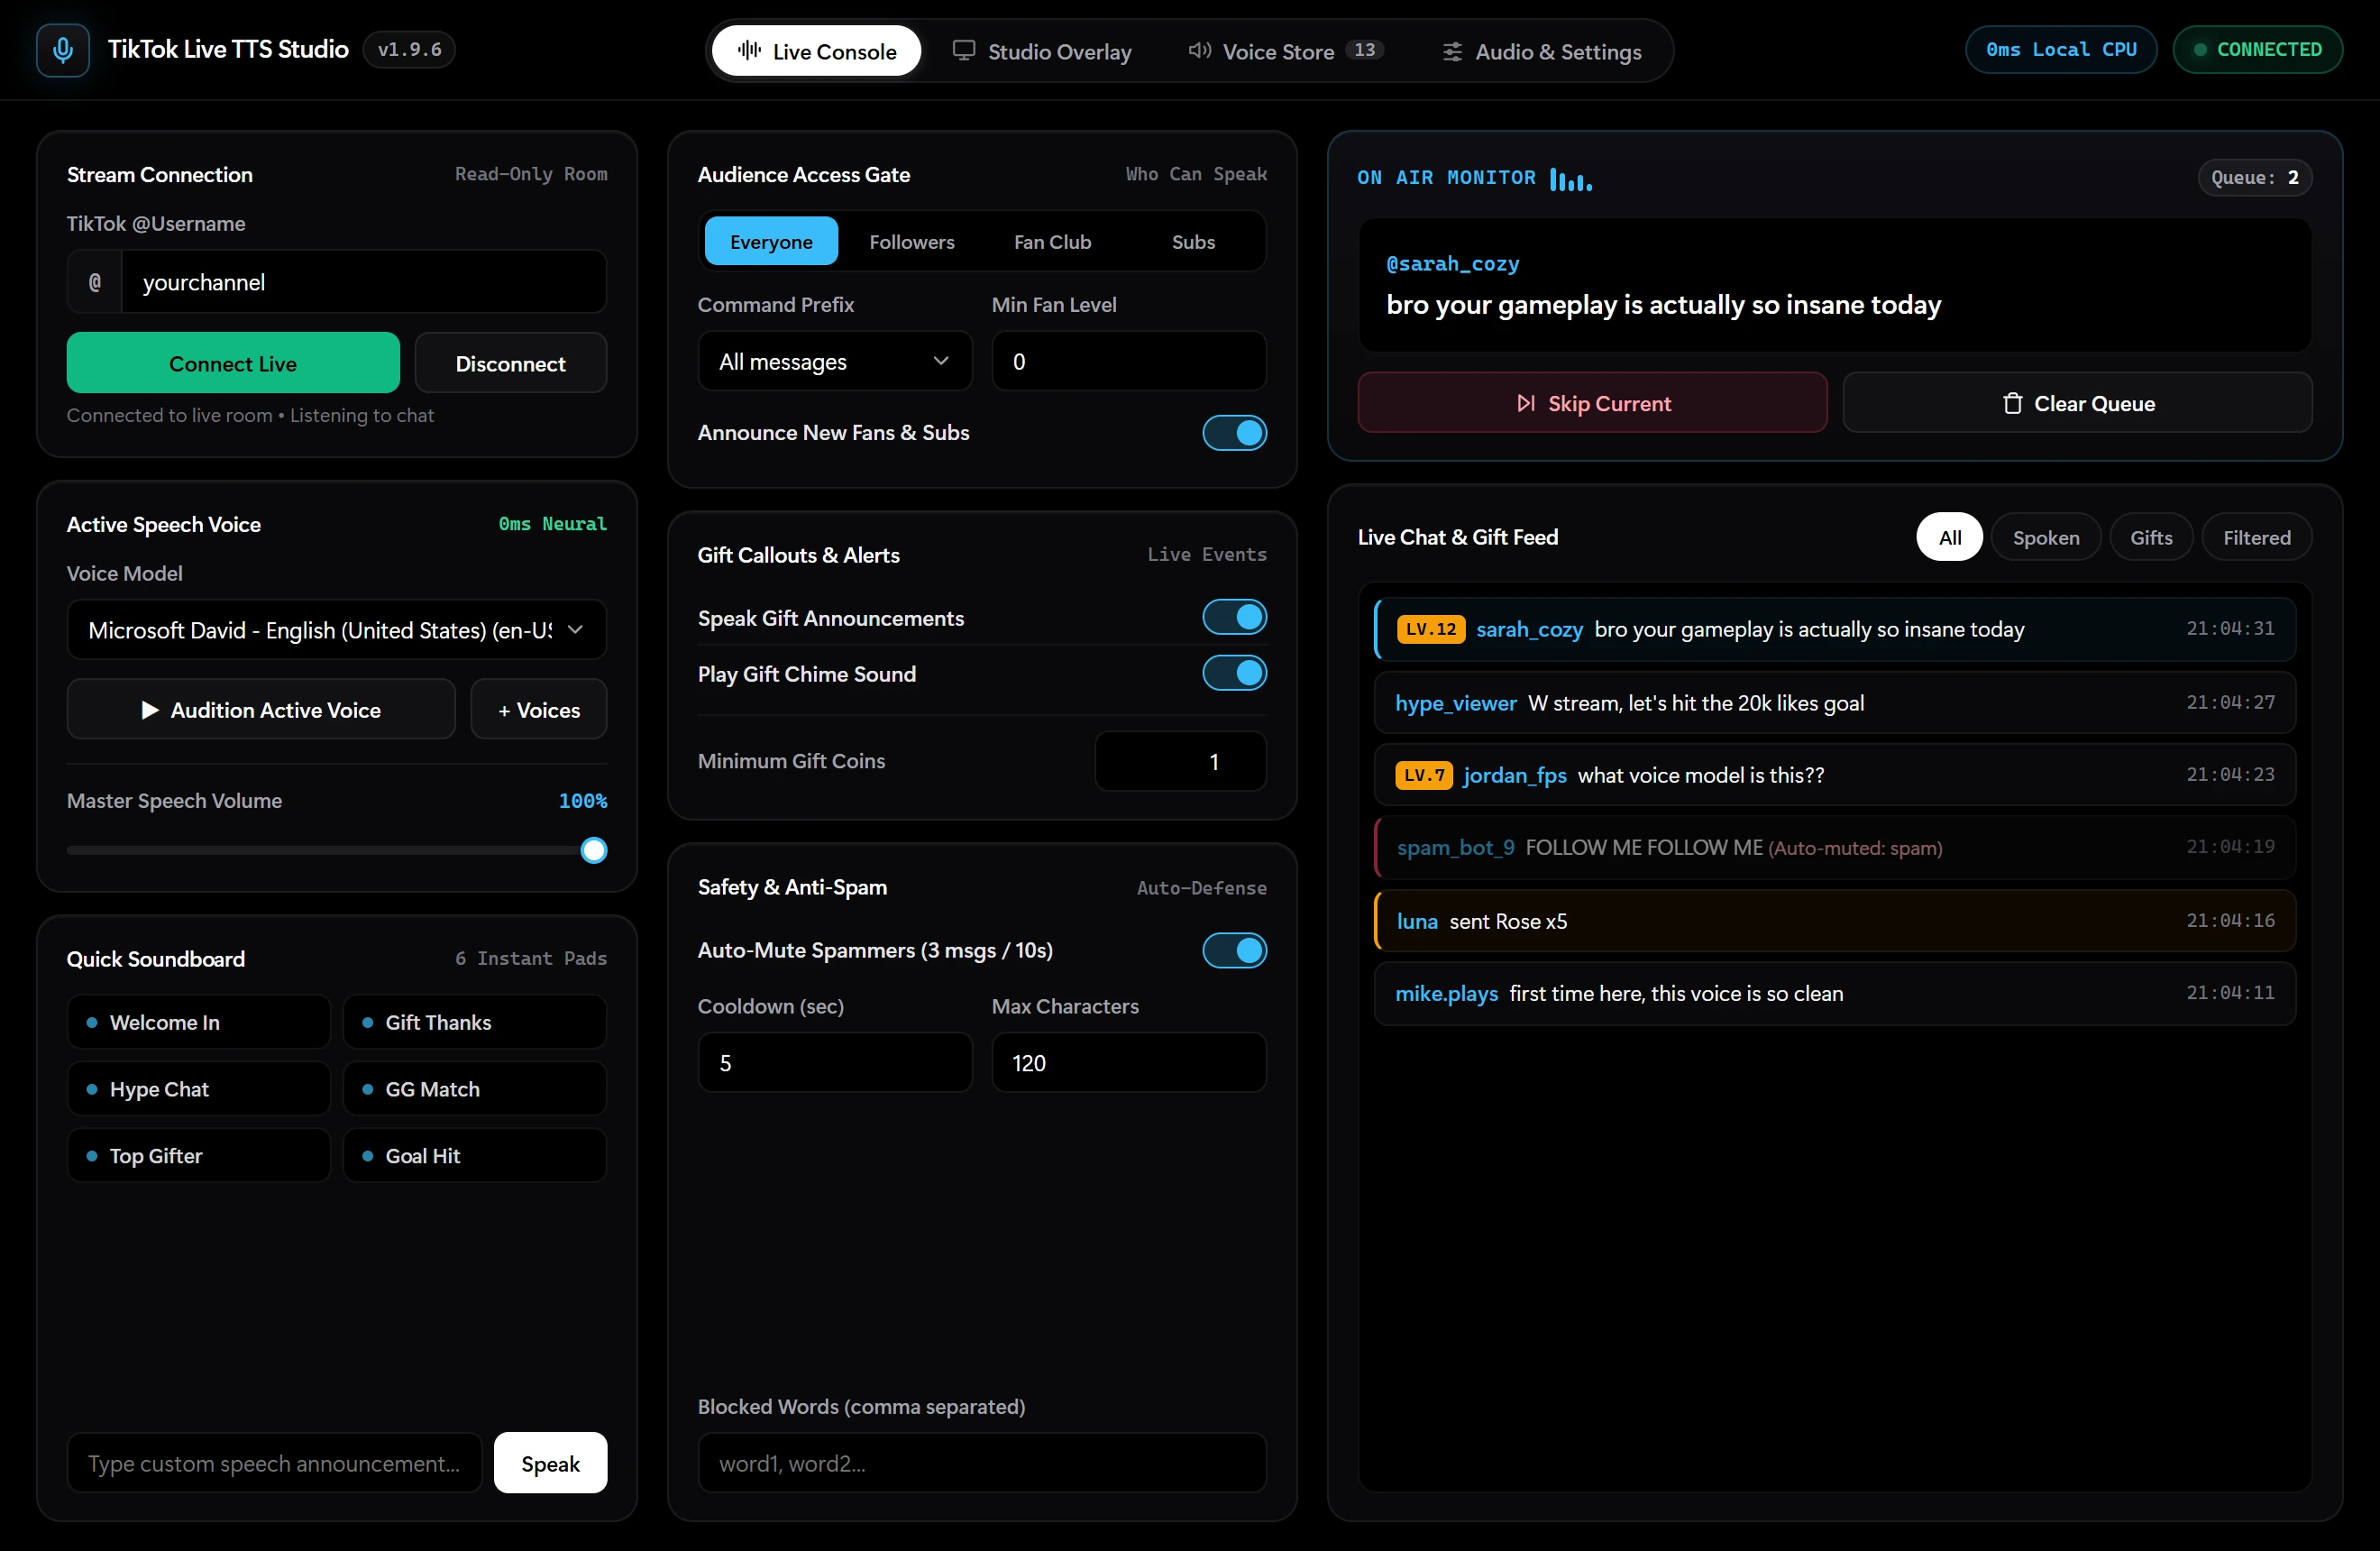 TikTok Live TTS Studio v1.9.6
Live Console
Studio Overlay
Voice Store 13
Audio & Settings
0ms Local CPU
CONNECTED
Stream Connection
Read-Only Room
TikTok @Username
@ yourchannel
Connect Live
Disconnect
Connected to live room • Listening to chat
Active Speech Voice
0ms Neural
Voice Model
Microsoft David - English (United States) (en-US
Audition Active Voice
+ Voices
Master Speech Volume
100%
Quick Soundboard
6 Instant Pads
Welcome In
Gift Thanks
Hype Chat
GG Match
Top Gifter
Goal Hit
Type custom speech announcement...
Speak
Audience Access Gate
Who Can Speak
Everyone
Followers
Fan Club
Subs
Command Prefix
Min Fan Level
All messages
0
Announce New Fans & Subs
Gift Callouts & Alerts
Live Events
Speak Gift Announcements
Play Gift Chime Sound
Minimum Gift Coins
1
Safety & Anti-Spam
Auto-Defense
Auto-Mute Spammers (3 msgs / 10s)
Cooldown (sec)
Max Characters
5
120
Blocked Words (comma separated)
word1, word2...
ON AIR MONITOR
Queue: 2
@sarah_cozy
bro your gameplay is actually so insane today
Skip Current
Clear Queue
Live Chat & Gift Feed
All
Spoken
Gifts
Filtered
LV.12 sarah_cozy bro your gameplay is actually so insane today 21:04:31
hype_viewer W stream, let's hit the 20k likes goal 21:04:27
LV.7 jordan_fps what voice model is this?? 21:04:23
spam_bot_9 FOLLOW ME FOLLOW ME (Auto-muted: spam) 21:04:19
luna sent Rose x5 21:04:16
mike.plays first time here, this voice is so clean 21:04:11